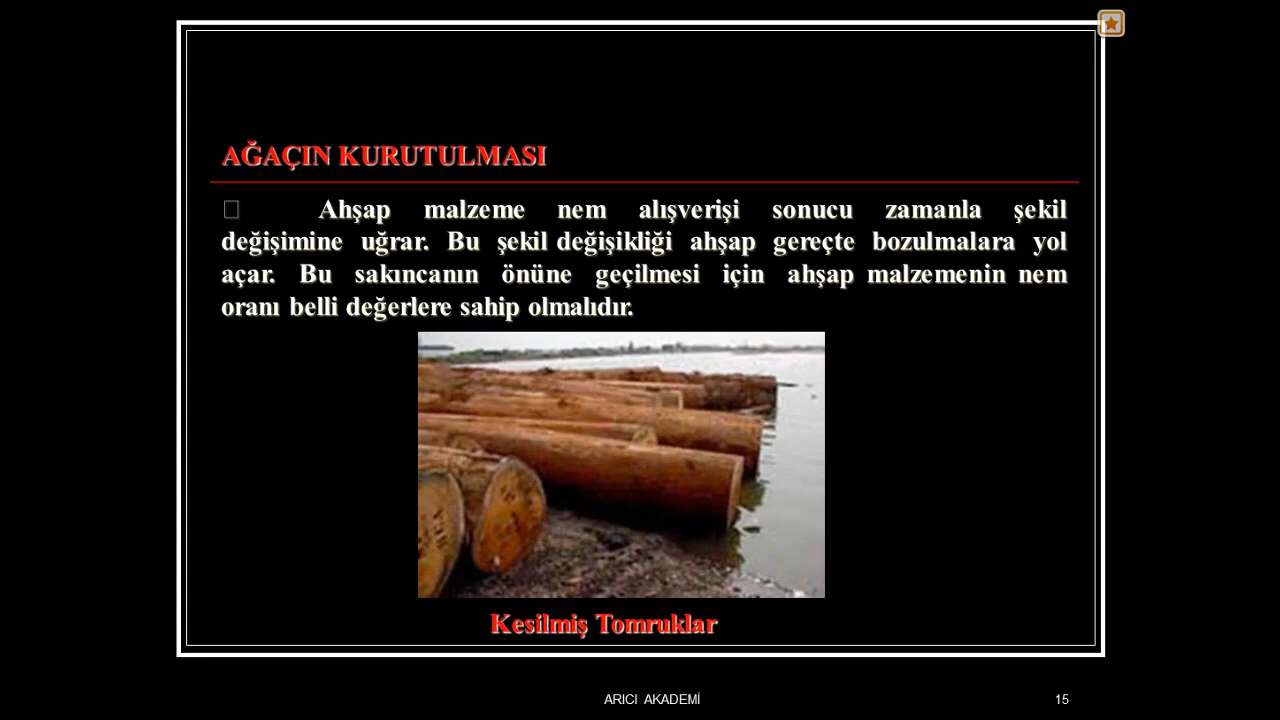 AĞAÇIN KURUTULMASI
Ahşap malzeme nem alışverişi sonucu zamanla şekil
değişimine uğrar. Bu şekil değişikliği ahşap gereçte bozulmalara yol
açar. Bu sakıncanın önüne geçilmesi için ahşap malzemenin nem
oranı belli değerlere sahip olmalıdır.
Kesilmiş Tomruklar
ARICI AKADEMİ
15